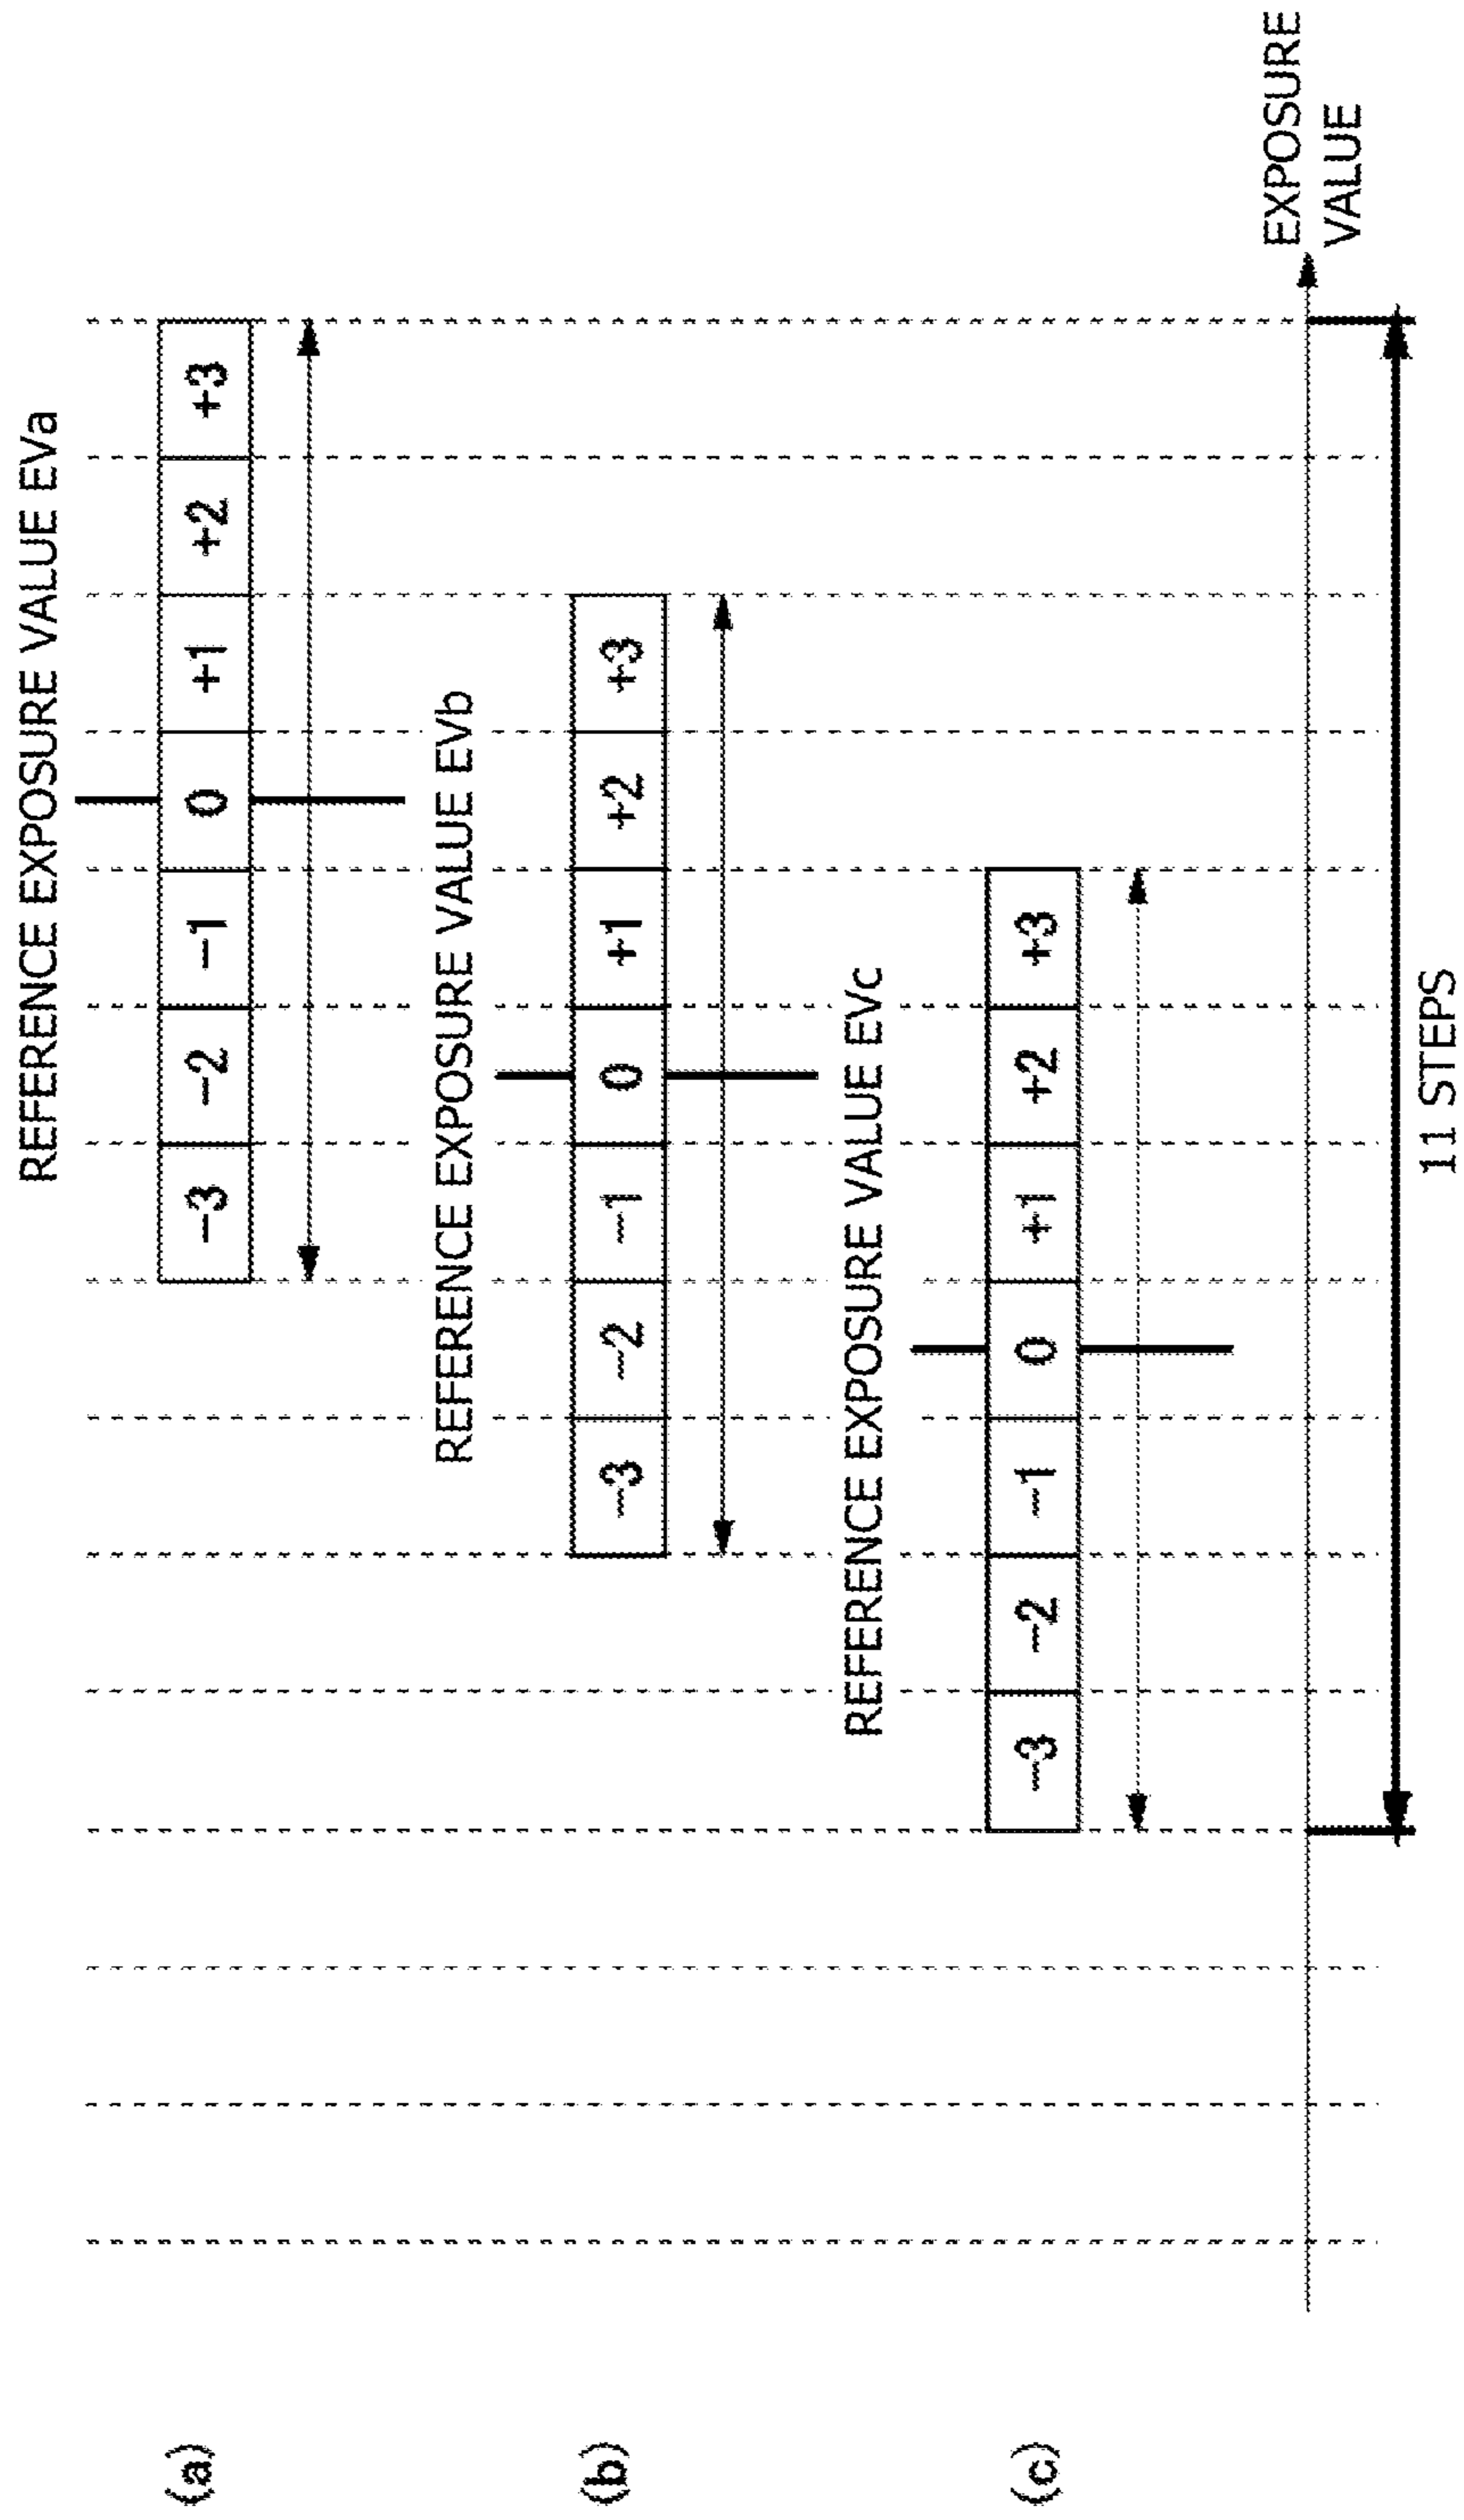 REFERENCE EXPOSURE VALUE EVa
(a)
−3 −2 −1 0 +1 +2 +3
REFERENCE EXPOSURE VALUE EVb
(b)
−3 −2 −1 0 +1 +2 +3
REFERENCE EXPOSURE VALUE EVc
(c)
−3 −2 −1 0 +1 +2 +3
EXPOSURE
VALUE
11 STEPS